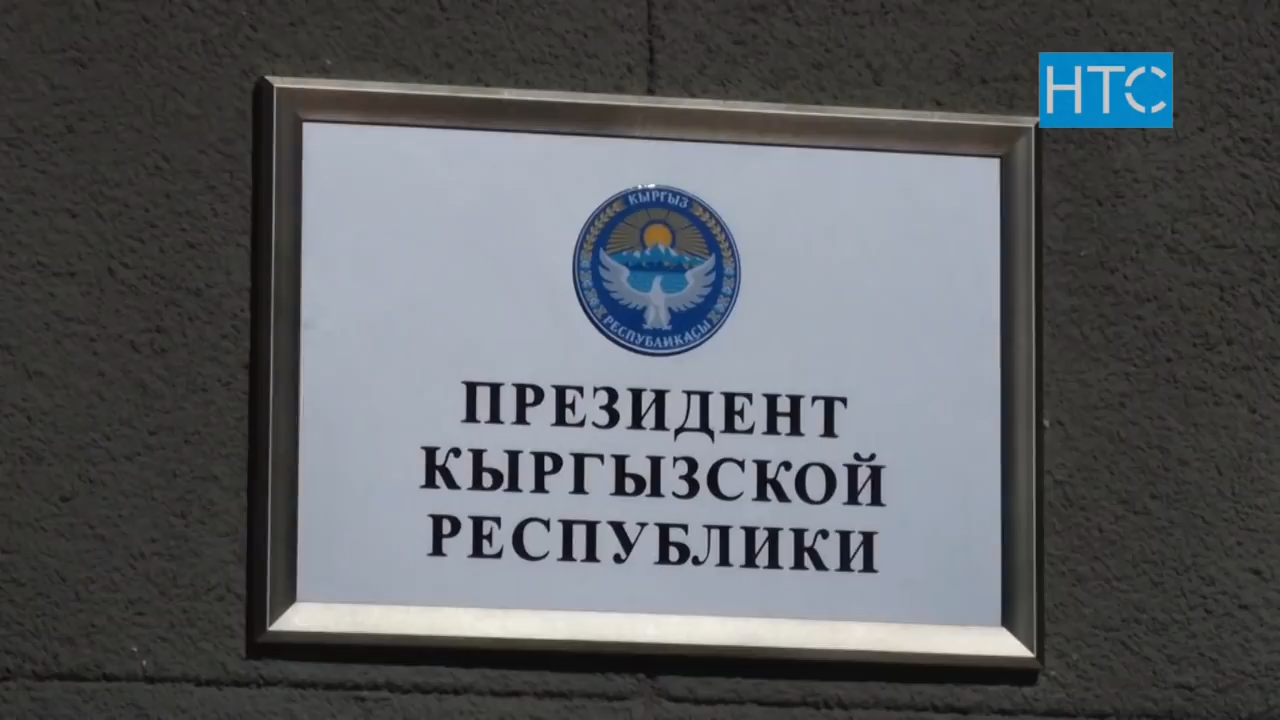 НТС
КЫРГЫЗ
РЕСПУБЛИКАСЫ
ПРЕЗИДЕНТ
КЫРГЫЗСКОЙ
РЕСПУБЛИКИ